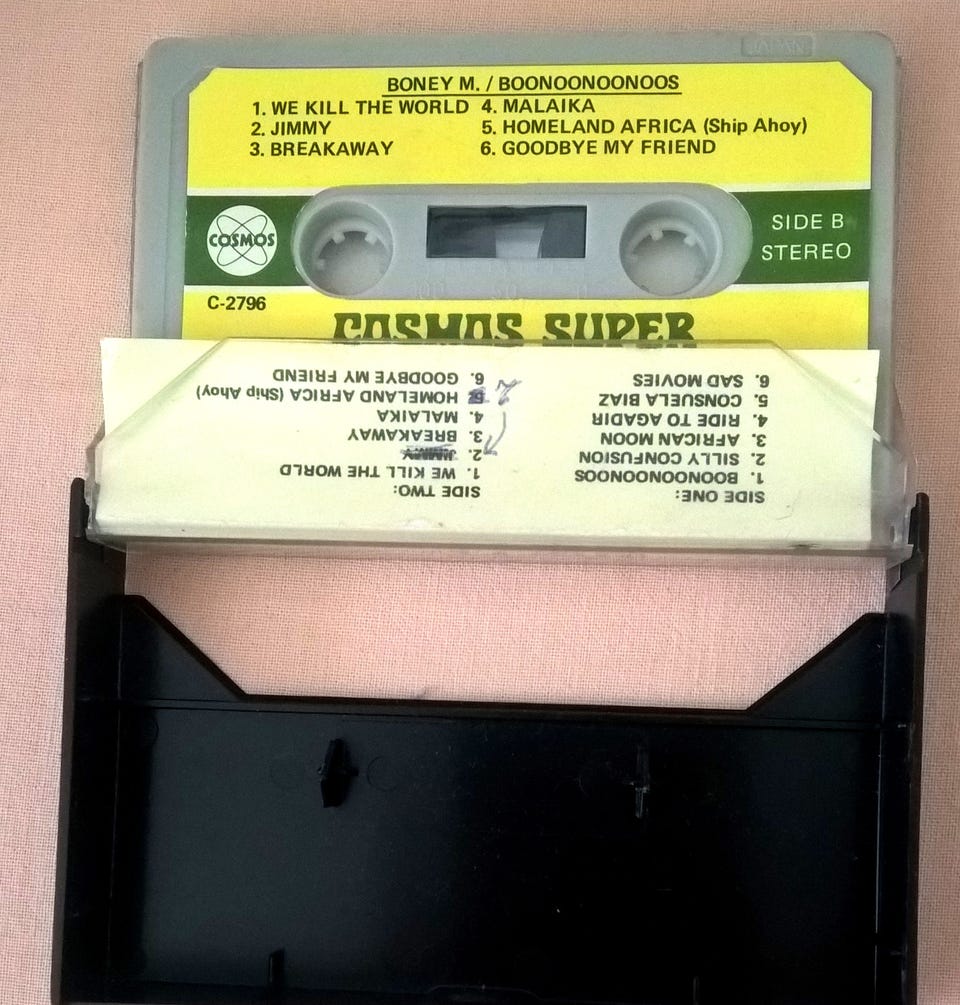 JAPAN
BONEY M. / BOONOONOONOOS
1. WE KILL THE WORLD
2. JIMMY
3. BREAKAWAY
4. MALAIKA
5. HOMELAND AFRICA (Ship Ahoy)
6. GOODBYE MY FRIEND
COSMOS
SIDE B
STEREO
C-2796
COSMOS SUPER
SIDE ONE:
1. BOONOONOONOOS
2. SILLY CONFUSION
3. AFRICAN MOON
4. RIDE TO AGADIR
5. CONSUELA BIAZ
6. SAD MOVIES
SIDE TWO:
1. WE KILL THE WORLD
2. JIMMY
3. BREAKAWAY
4. MALAIKA
5. HOMELAND AFRICA (Ship Ahoy)
6. GOODBYE MY FRIEND